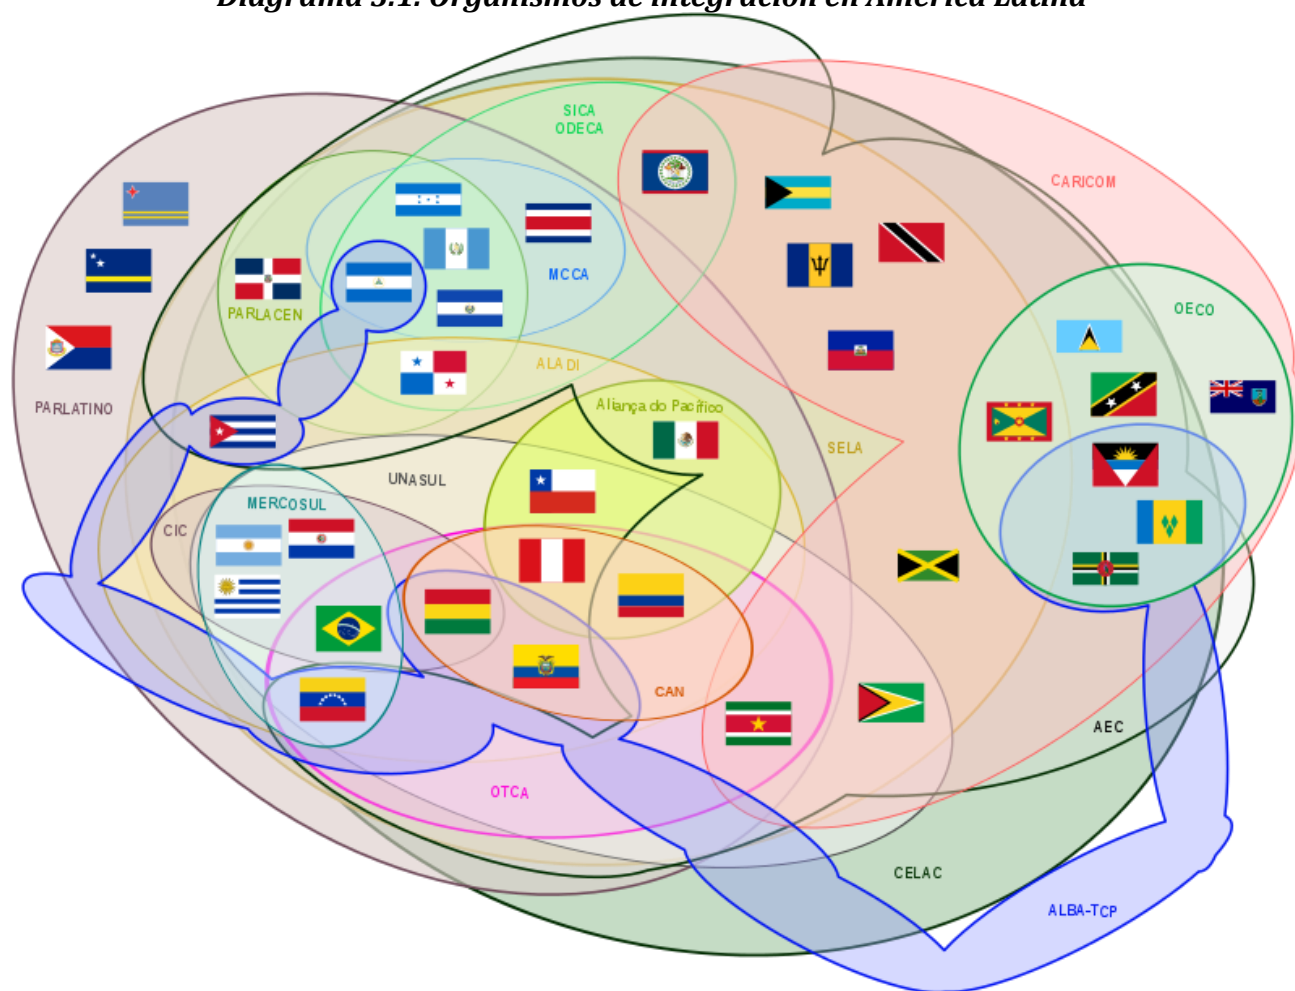 Diagrama 3.1. Organismos de integración en América Latina
SICA
ODECA
CARICOM
MCCA
OECO
PARLACEN
ALADI
PARLATINO
Aliança do Pacífico
SELA
UNASUL
MERCOSUL
CIC
CAN
AEC
OTCA
CELAC
ALBA-TCP